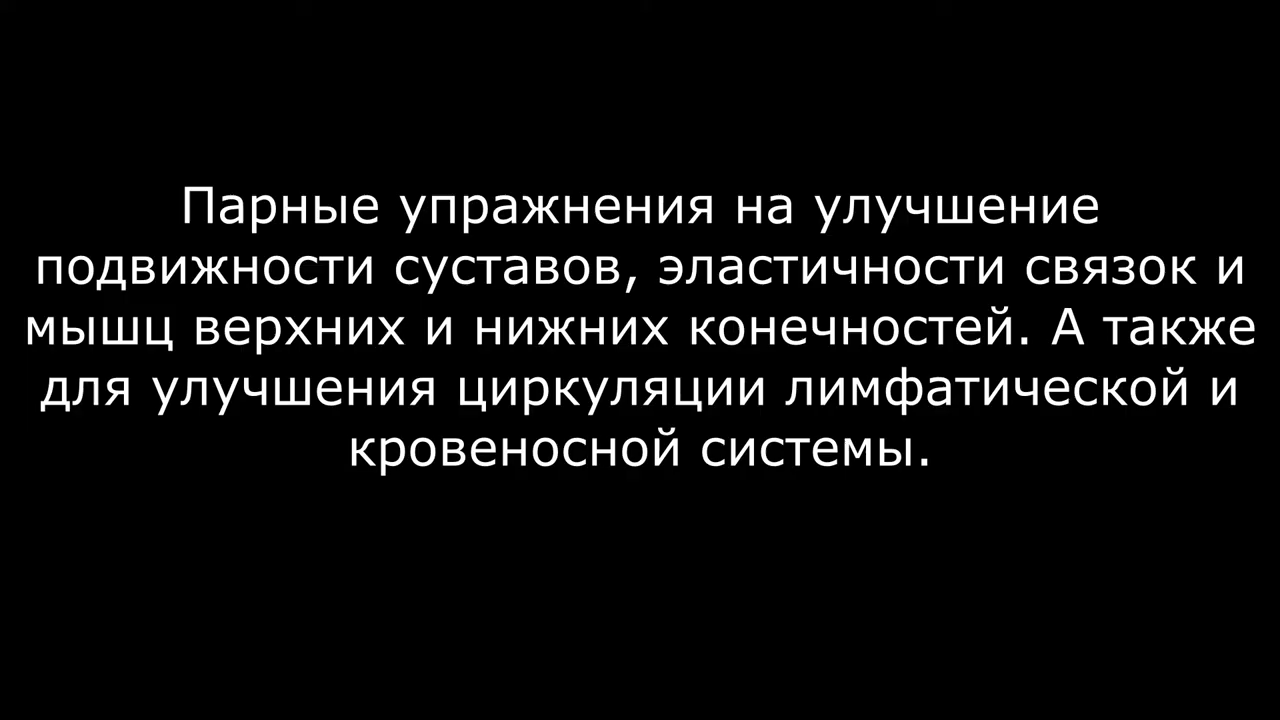 Парные упражнения на улучшение
подвижности суставов, эластичности связок и
мышц верхних и нижних конечностей. А также
для улучшения циркуляции лимфатической и
кровеносной системы.